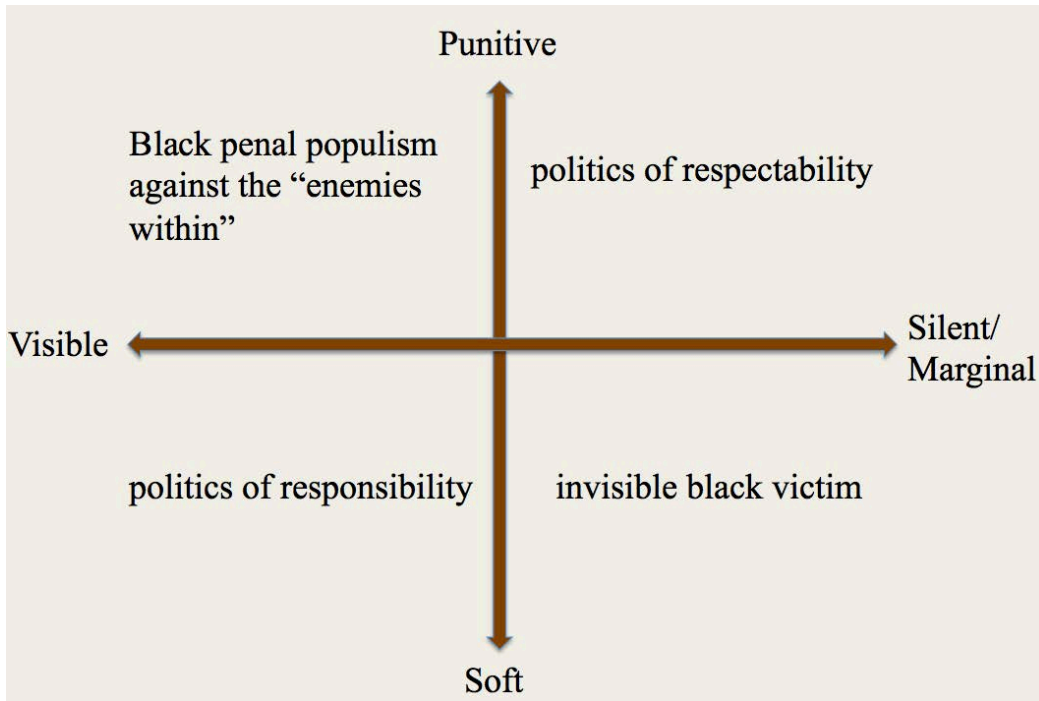 Punitive
Black penal populism
against the “enemies
within”
politics of respectability
Visible
Silent/
Marginal
politics of responsibility
invisible black victim
Soft